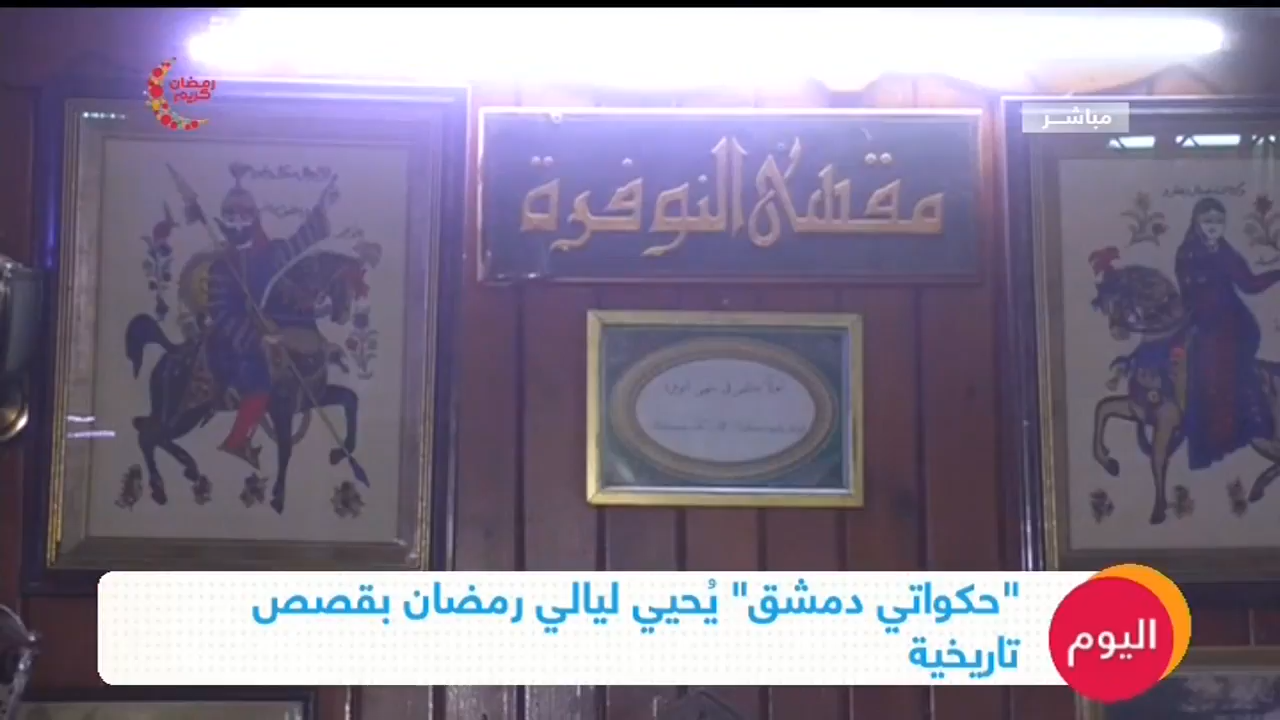 رمضان
كريم
مباشر
مقهى النوفرة
"حكواتي دمشق" يُحيي ليالي رمضان بقصص
تاريخية
اليوم